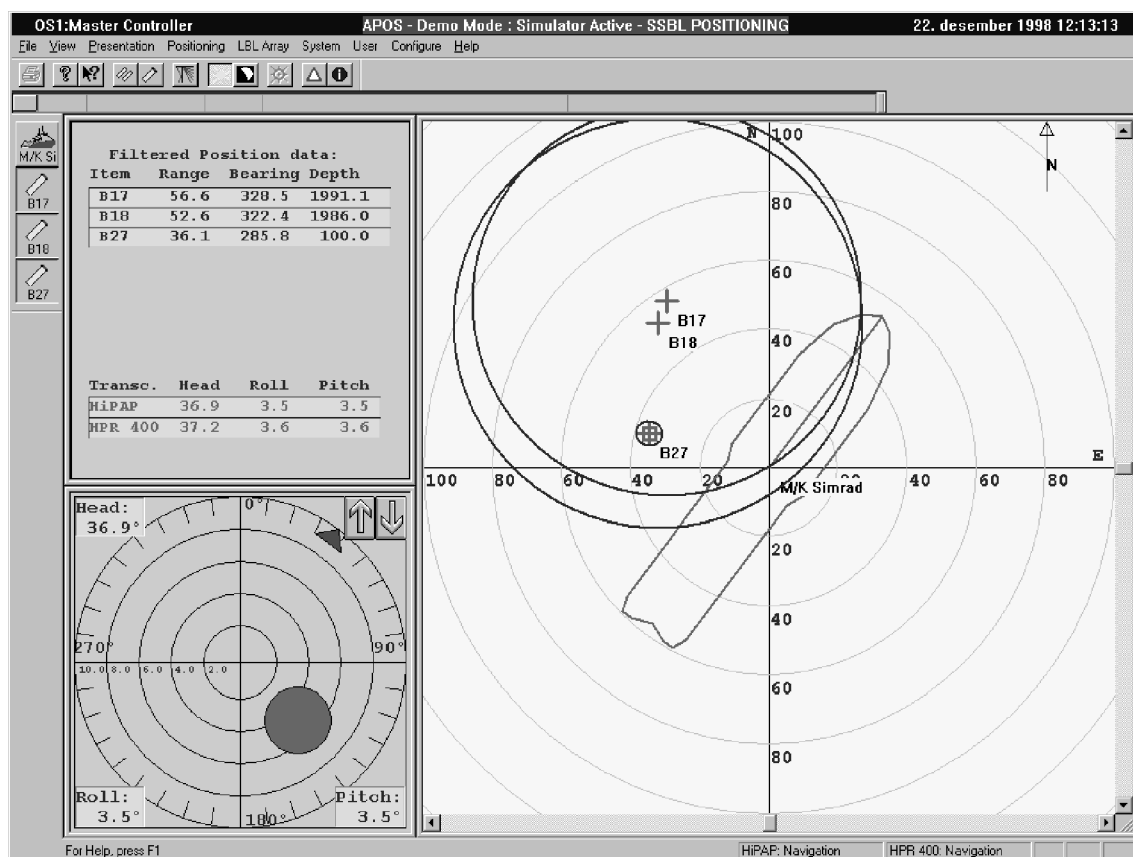 OS1:Master Controller APOS - Demo Mode : Simulator Active - SSBL POSITIONING 22. desember 1998 12:13:13
File View Presentation Positioning LBL Array System User Configure Help
M/K Si
B17
B18
B27
Filtered Position data:
Item Range Bearing Depth
B17 56.6 328.5 1991.1
B18 52.6 322.4 1986.0
B27 36.1 285.8 100.0
Transc. Head Roll Pitch
HiPAP 36.9 3.5 3.5
HPR 400 37.2 3.6 3.6
Head:
36.9°
0°
270°
90°
10.0 8.0 6.0 4.0 2.0
Roll:
3.5°
180°
Pitch:
3.5°
N 100
N
80
60
B17
B18
40
20
B27
E
100 80 60 40 20 20 40 60 80
M/K Simrad
20
40
60
80
For Help, press F1 HiPAP: Navigation HPR 400: Navigation